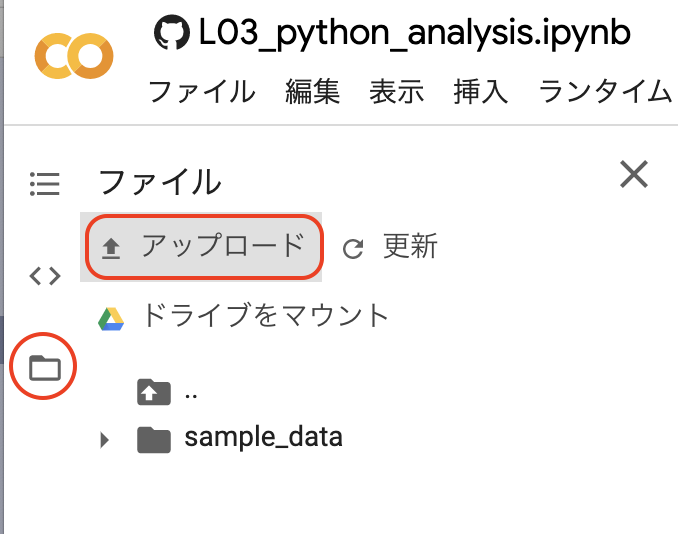 L03_python_analysis.ipynb
ファイル 編集 表示 挿入 ランタイム
ファイル
アップロード 更新
ドライブをマウント
..
sample_data